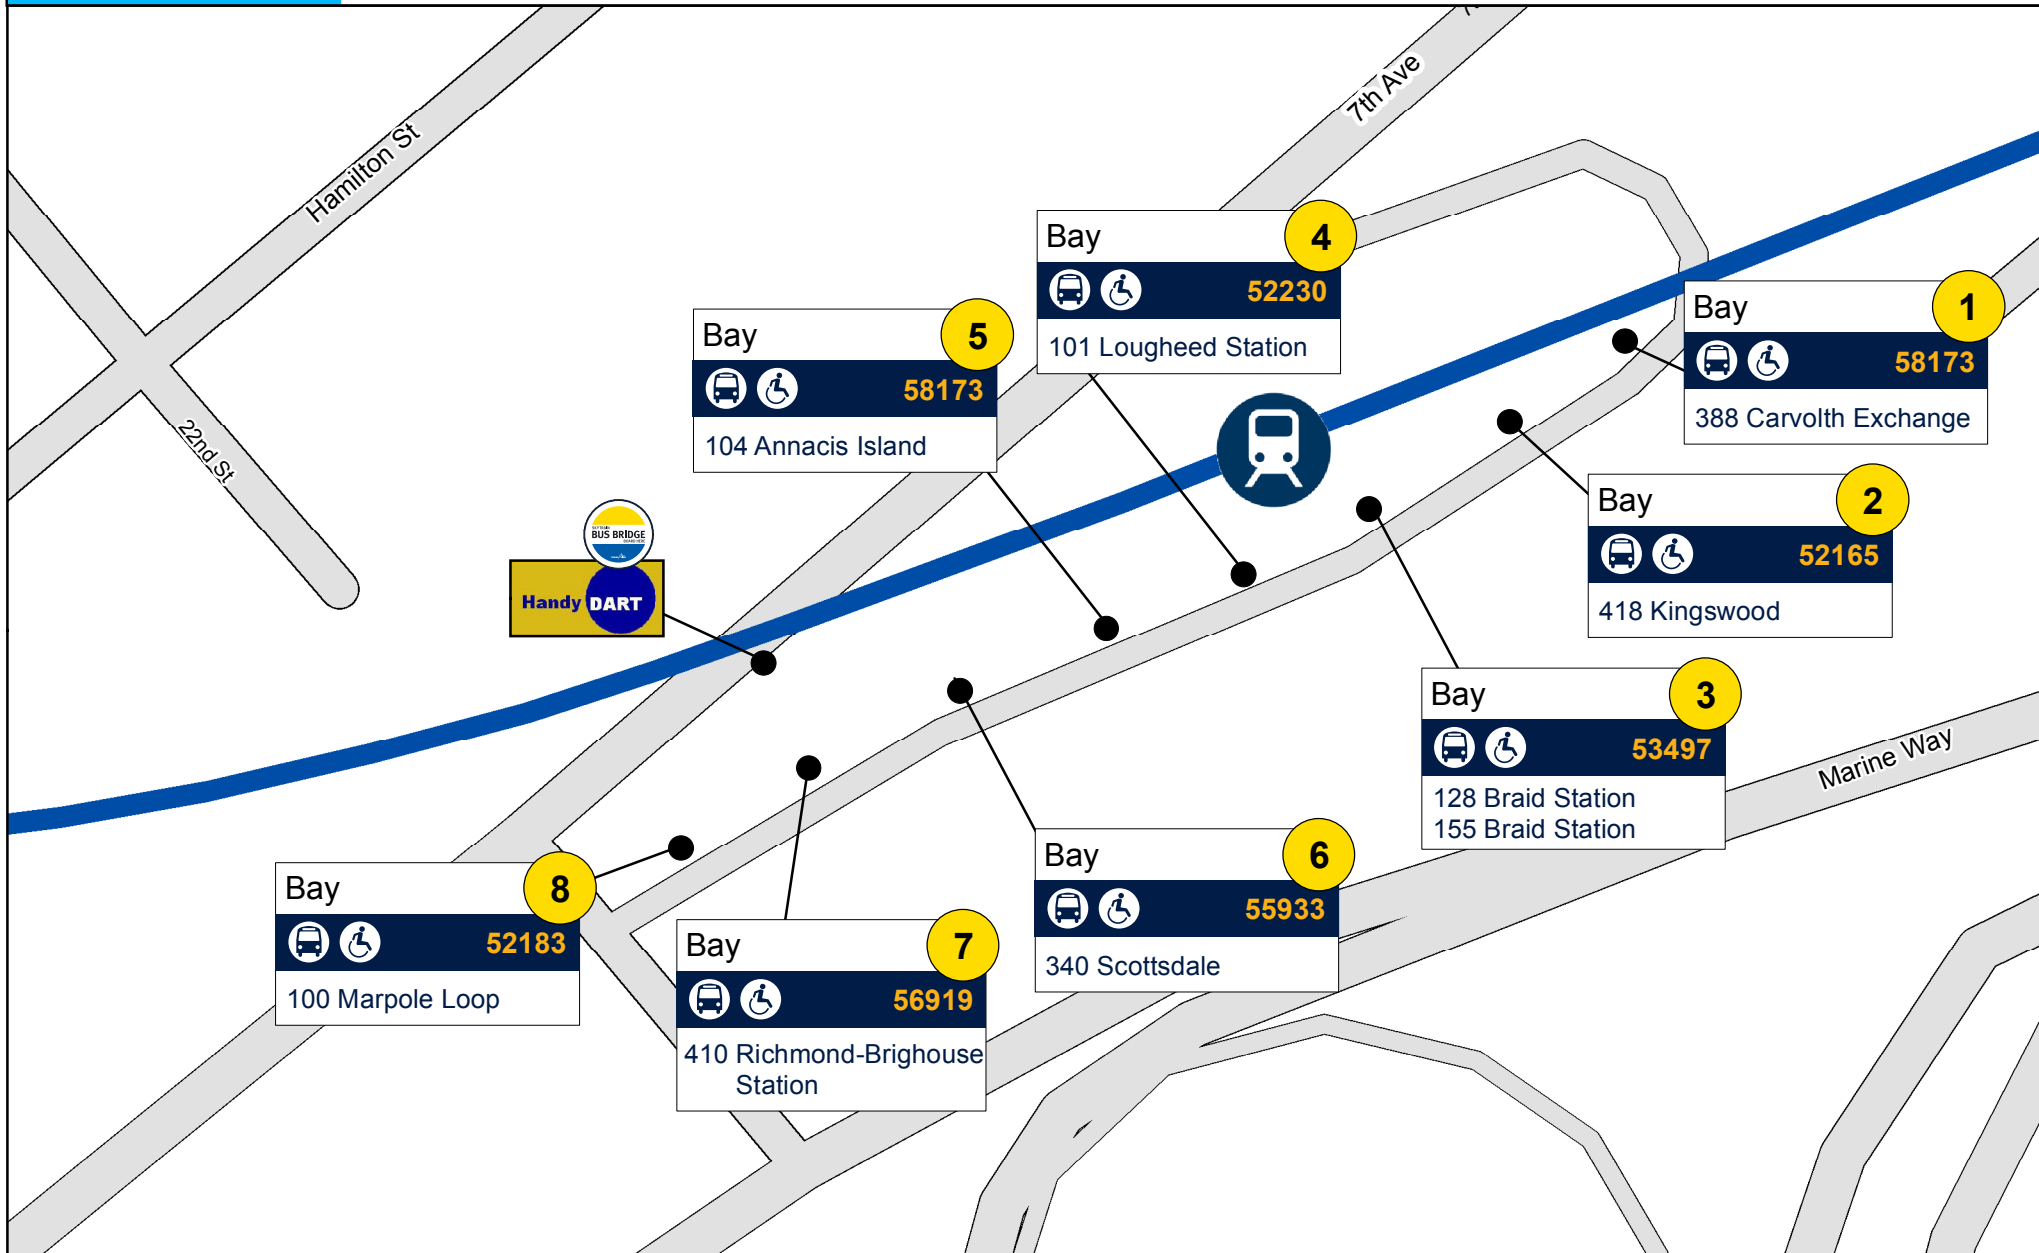 Hamilton St
7th Ave
22nd St
Bay
4
52230
101 Lougheed Station
Bay
1
58173
388 Carvolth Exchange
Bay
5
58173
104 Annacis Island
Bay
2
52165
418 Kingswood
BUS BRIDGE
Handy DART
Bay
3
53497
128 Braid Station
155 Braid Station
Marine Way
Bay
6
55933
340 Scottsdale
Bay
8
52183
100 Marpole Loop
Bay
7
56919
410 Richmond-Brighouse
Station